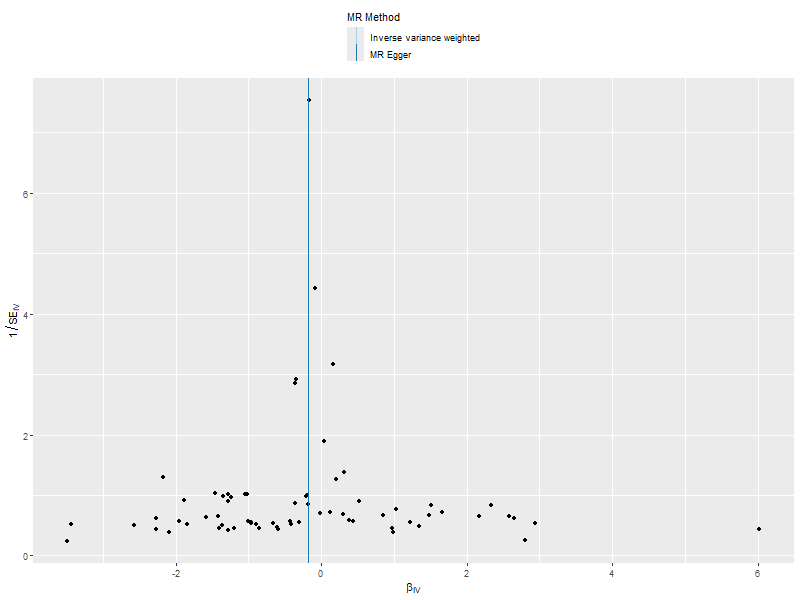 MR Method
Inverse variance weighted
MR Egger
6
4
2
0
1/SE_IV
-2
0
2
4
6
β_IV